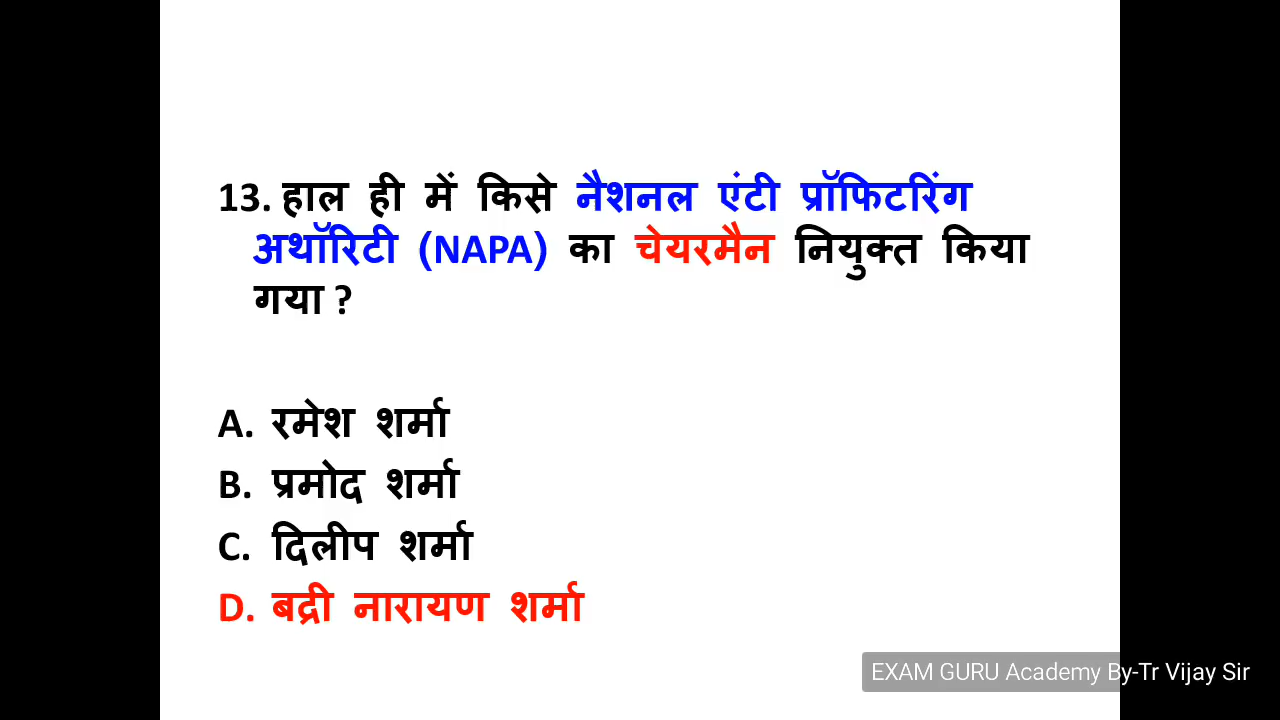 13. हाल ही में किसे नैशनल एंटी प्रॉफिटरिंग
अथॉरिटी (NAPA) का चेयरमैन नियुक्त किया
गया ?
A. रमेश शर्मा
B. प्रमोद शर्मा
C. दिलीप शर्मा
D. बद्री नारायण शर्मा
EXAM GURU Academy By-Tr Vijay Sir